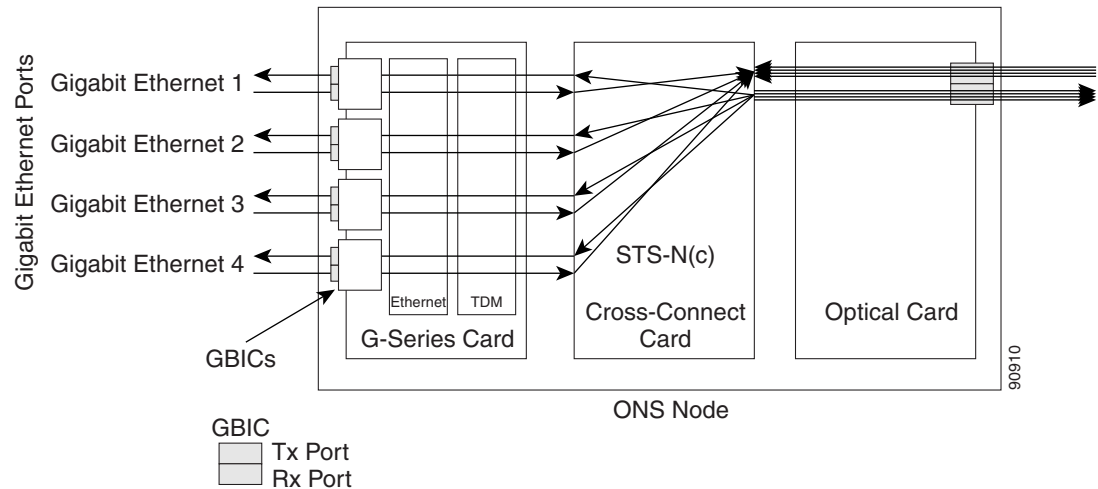 Gigabit Ethernet Ports
Gigabit Ethernet 1
Gigabit Ethernet 2
Gigabit Ethernet 3
Gigabit Ethernet 4
GBICs
Ethernet
TDM
G-Series Card
STS-N(c)
Cross-Connect
Card
Optical Card
90910
ONS Node
GBIC
Tx Port
Rx Port